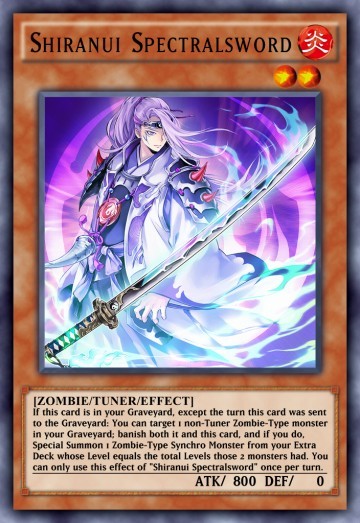 Shiranui Spectralsword 炎
[ZOMBIE/TUNER/EFFECT]
If this card is in your Graveyard, except the turn this card was sent
to the Graveyard: You can target 1 non-Tuner Zombie-Type monster
in your Graveyard; banish both it and this card, and if you do,
Special Summon 1 Zombie-Type Synchro Monster from your Extra
Deck whose Level equals the total Levels those 2 monsters had. You
can only use this effect of "Shiranui Spectralsword" once per turn.
ATK/ 800 DEF/ 0